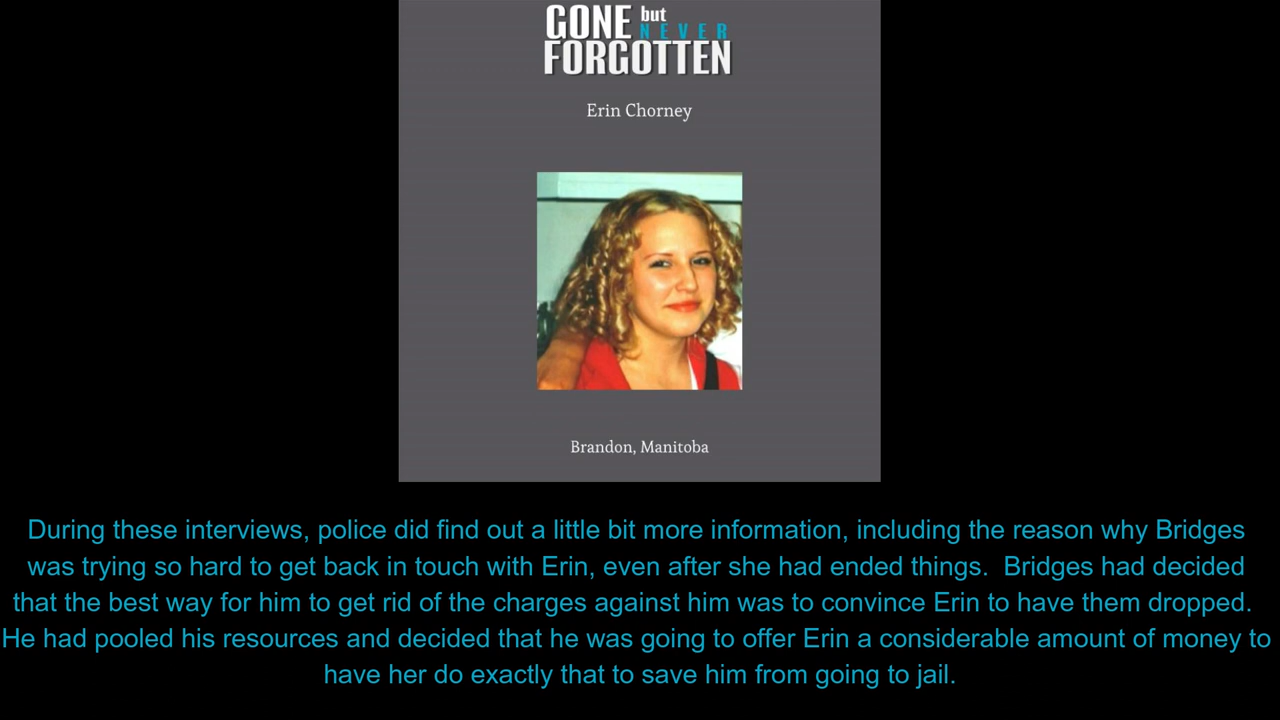 GONE but
NEVER
FORGOTTEN
Erin Chorney
Brandon, Manitoba
During these interviews, police did find out a little bit more information, including the reason why Bridges
was trying so hard to get back in touch with Erin, even after she had ended things.  Bridges had decided
that the best way for him to get rid of the charges against him was to convince Erin to have them dropped.
He had pooled his resources and decided that he was going to offer Erin a considerable amount of money to
have her do exactly that to save him from going to jail.